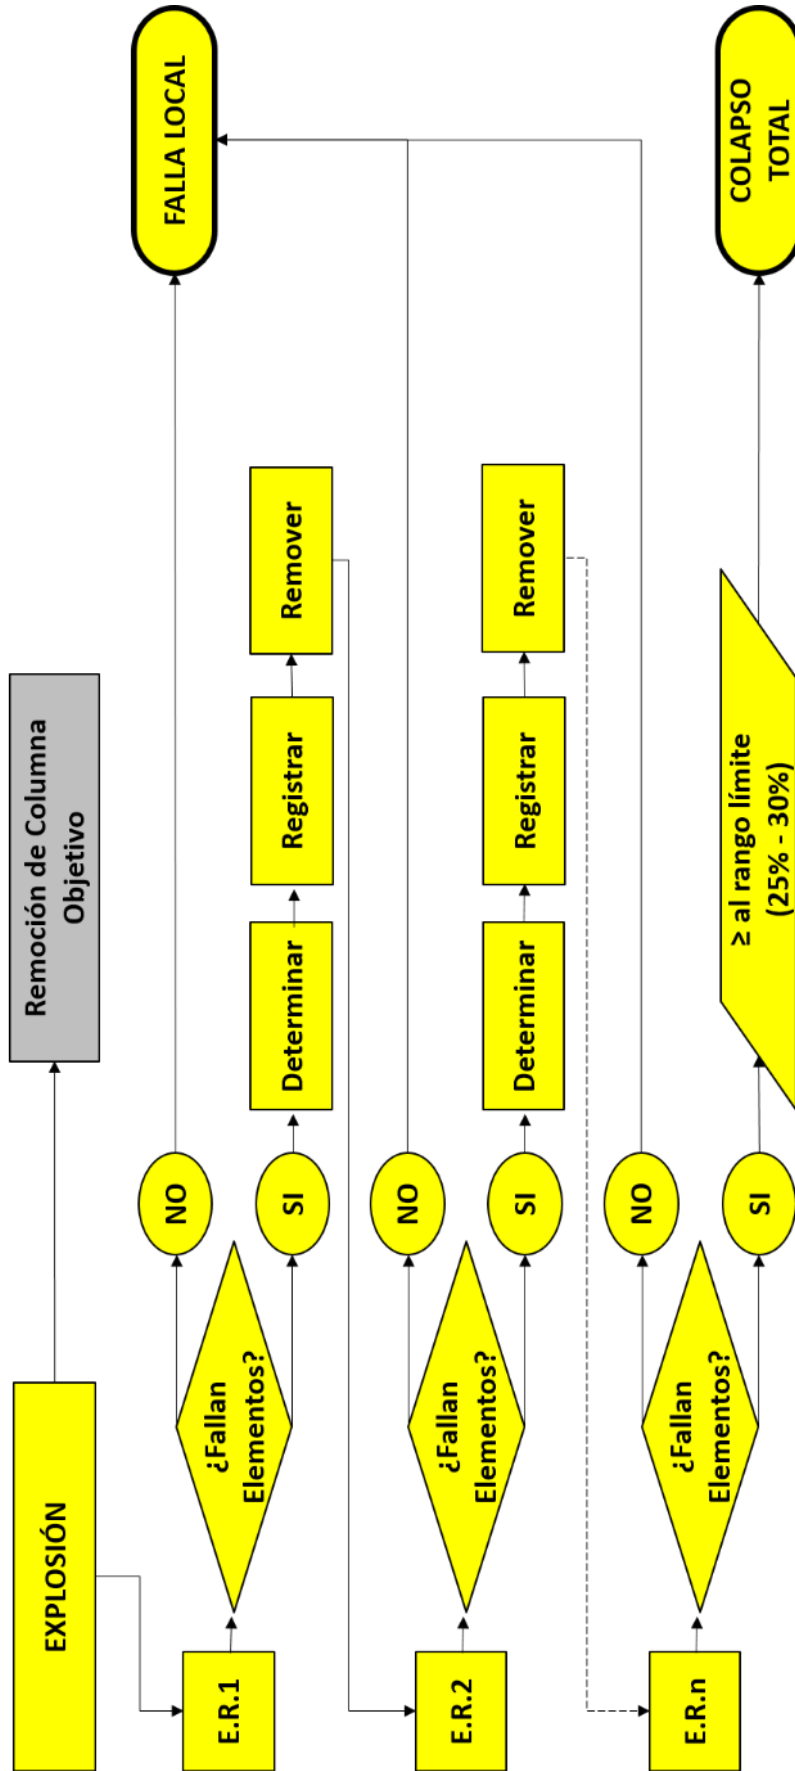 EXPLOSIÓN
Remoción de Columna
Objetivo
E.R.1
¿Fallan
Elementos?
NO
FALLA LOCAL
SI
Determinar
Registrar
Remover
E.R.2
¿Fallan
Elementos?
NO
SI
Determinar
Registrar
Remover
E.R.n
¿Fallan
Elementos?
NO
SI
≥ al rango límite
(25% - 30%)
COLAPSO
TOTAL